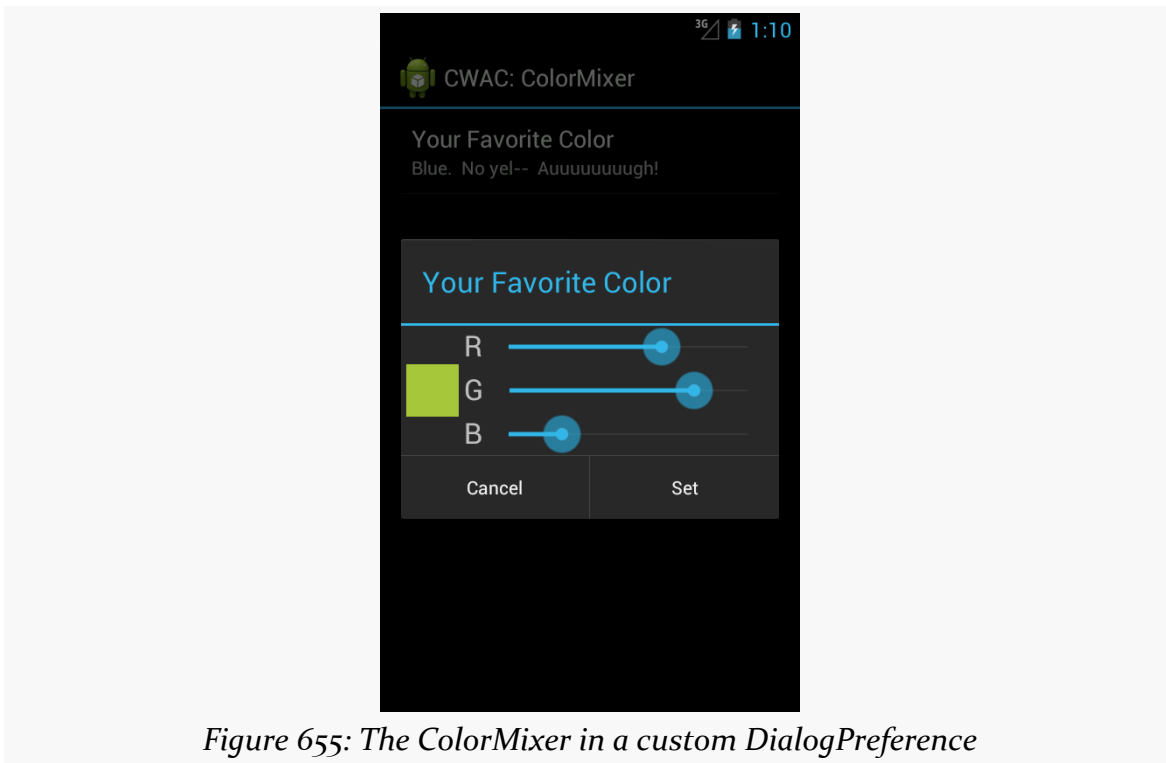 3G 1:10
CWAC: ColorMixer
Your Favorite Color
Blue.  No yel--  Auuuuuuuugh!
Your Favorite Color
R
G
B
Cancel Set
Figure 655: The ColorMixer in a custom DialogPreference